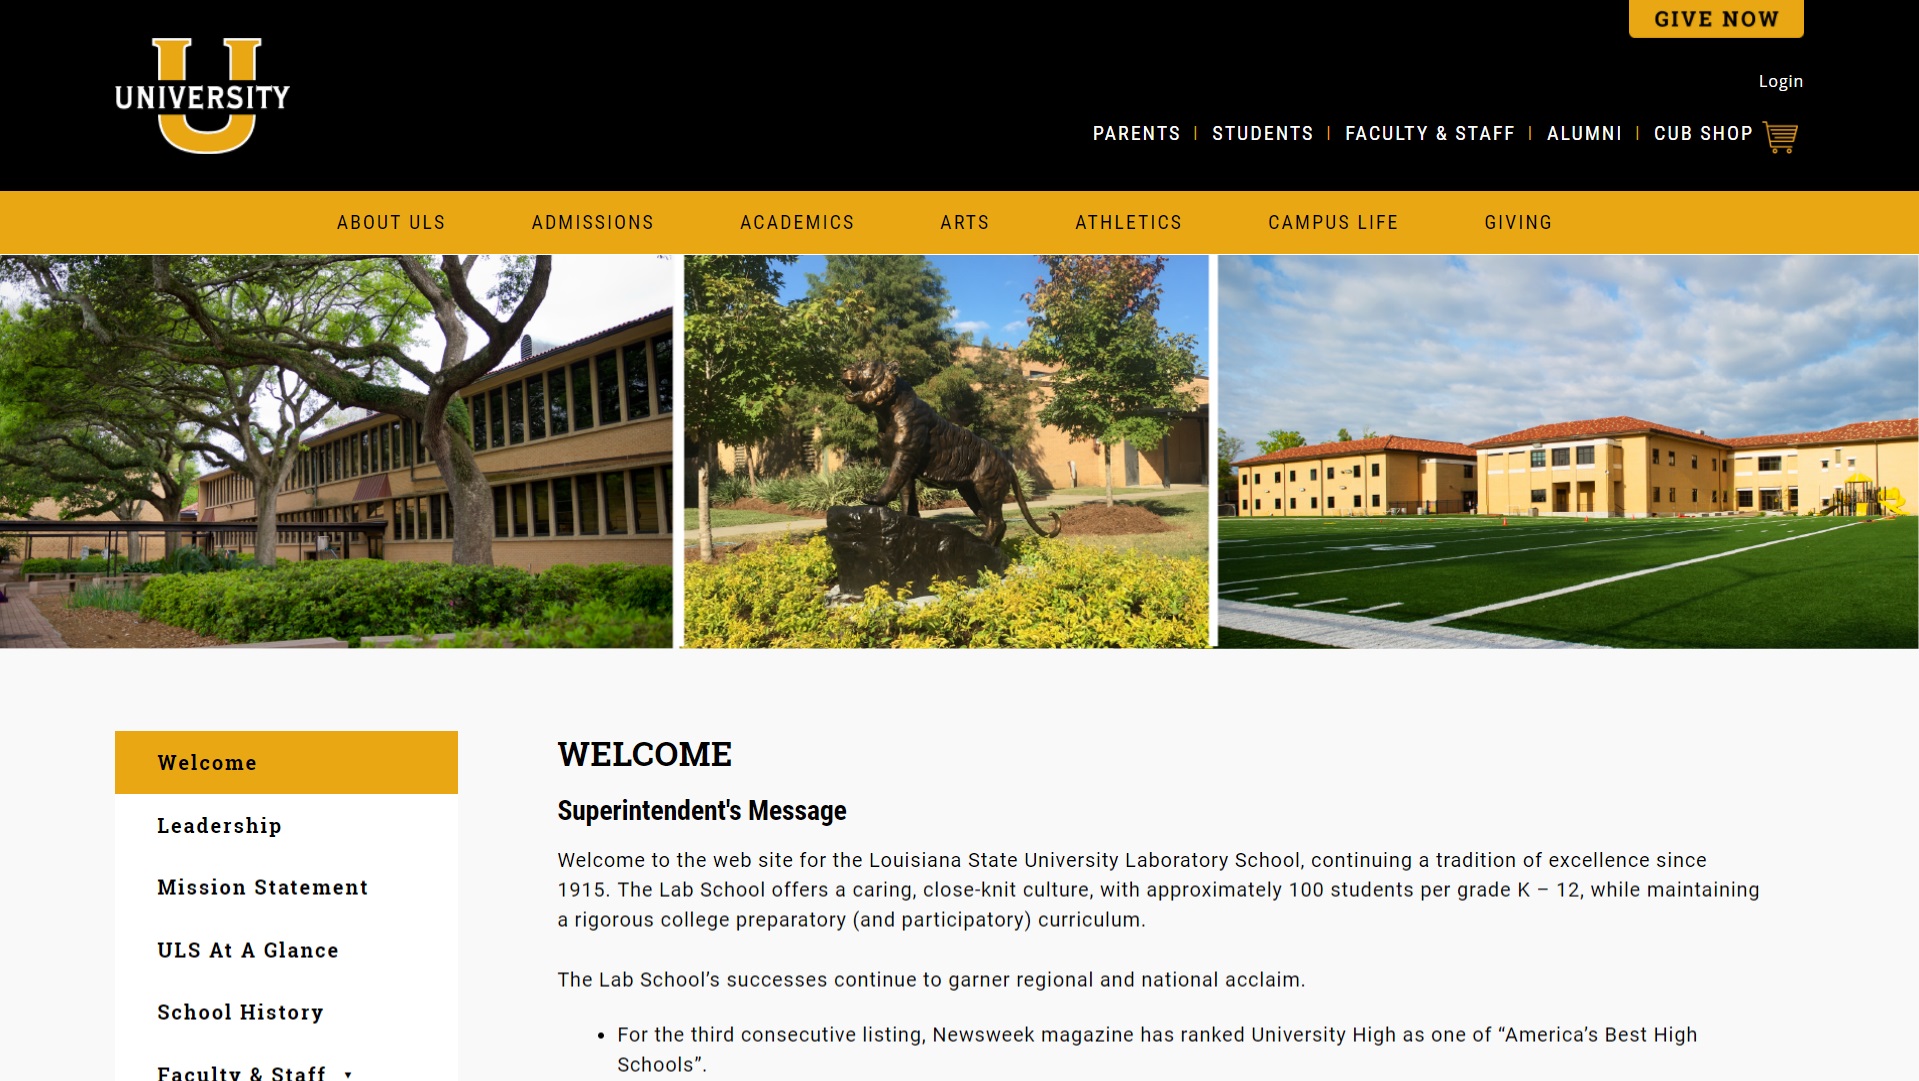 GIVE NOW
UNIVERSITY
Login
PARENTS | STUDENTS | FACULTY & STAFF | ALUMNI | CUB SHOP
ABOUT ULS ADMISSIONS ACADEMICS ARTS ATHLETICS CAMPUS LIFE GIVING
Welcome
Leadership
Mission Statement
ULS At A Glance
School History
Faculty & Staff
WELCOME
Superintendent's Message
Welcome to the web site for the Louisiana State University Laboratory School, continuing a tradition of excellence since
1915. The Lab School offers a caring, close-knit culture, with approximately 100 students per grade K – 12, while maintaining
a rigorous college preparatory (and participatory) curriculum.
The Lab School’s successes continue to garner regional and national acclaim.
• For the third consecutive listing, Newsweek magazine has ranked University High as one of “America’s Best High
Schools”.